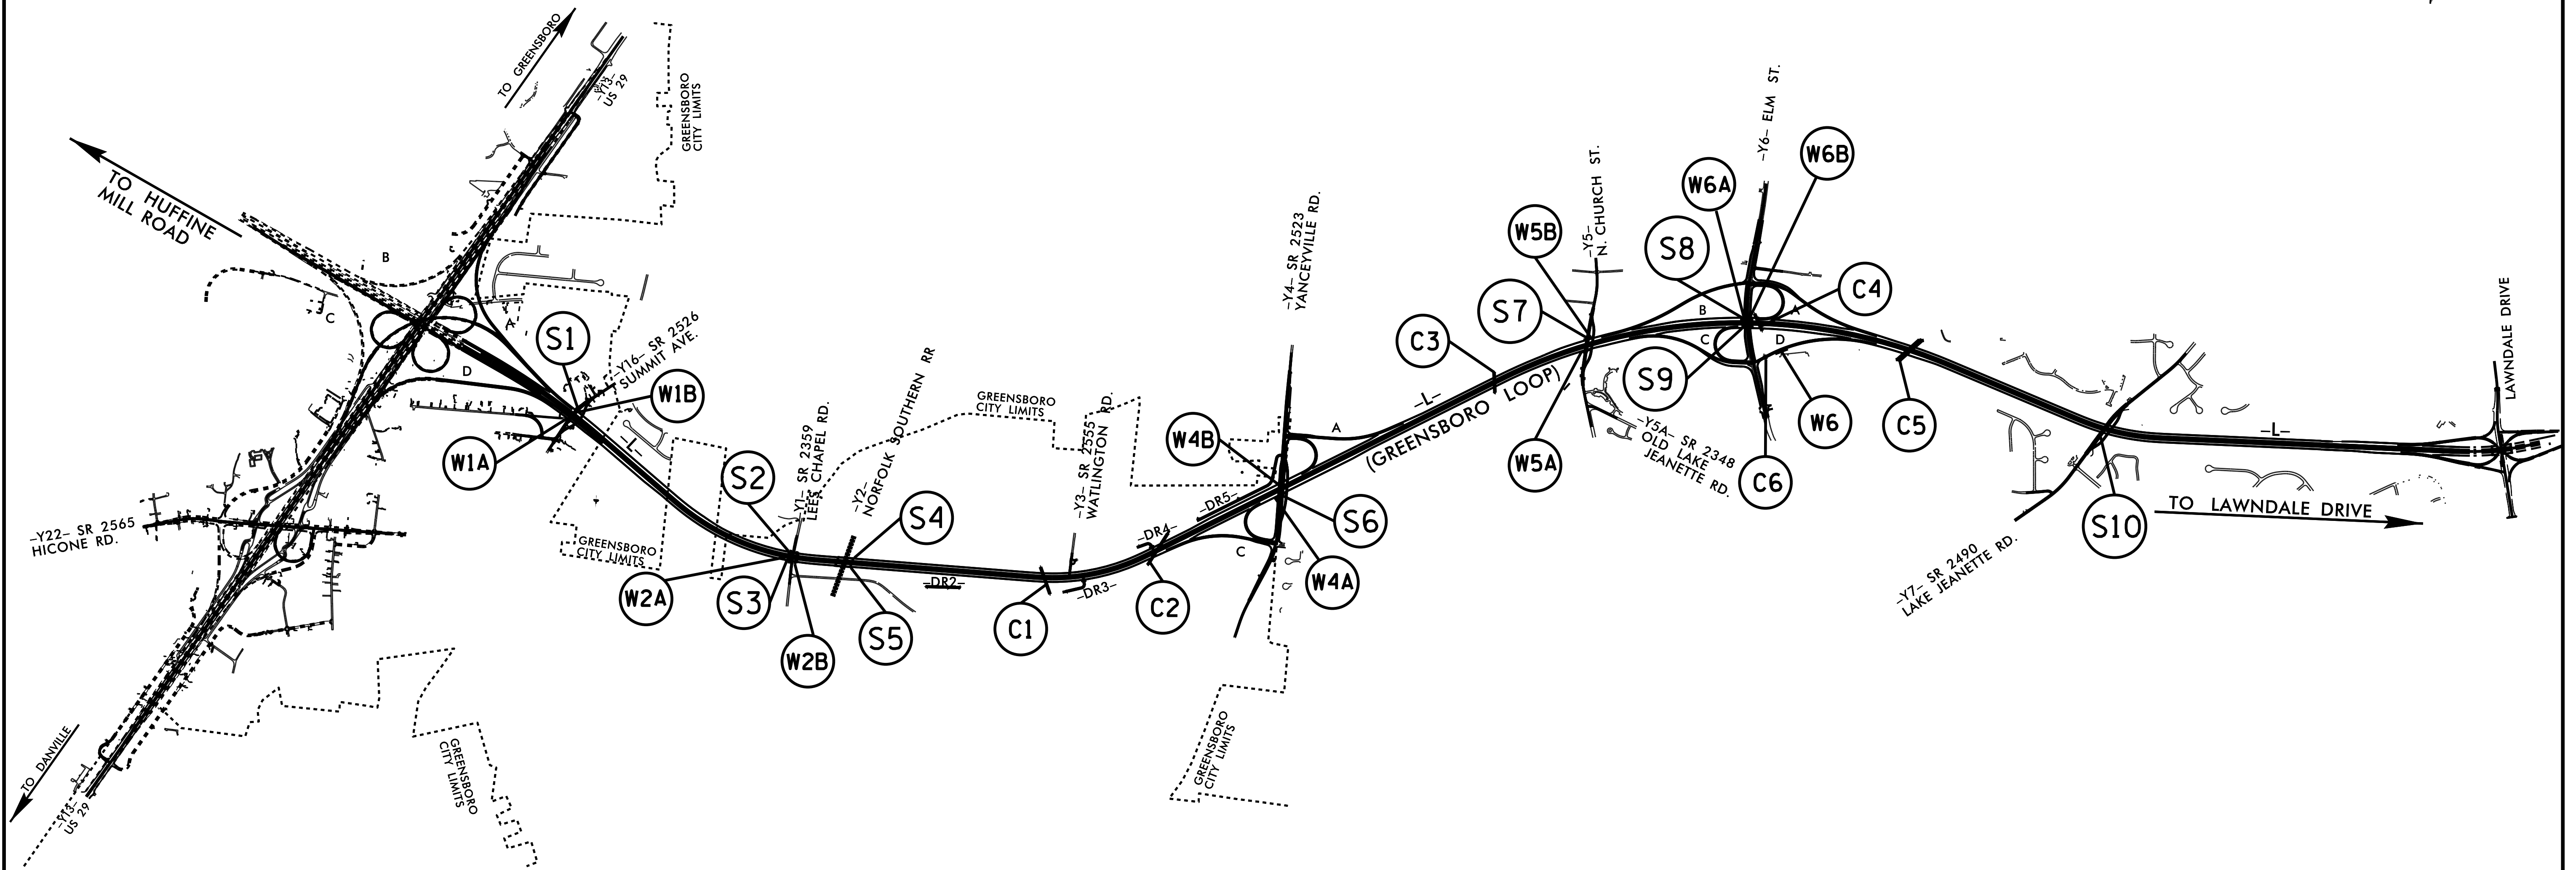 TO GREENSBORO
-Y13-
US 29
GREENSBORO
CITY LIMITS
TO HUFFINE
MILL ROAD
B
C
A
D
S1
-Y16- SR 2526
SUMMIT AVE.
W1B
W1A
-L-
-Y22- SR 2565
HICONE RD.
TO DANVILLE
-Y13-
US 29
GREENSBORO
CITY LIMITS
GREENSBORO
CITY LIMITS
S2
-Y1- SR 2359
LEES CHAPEL RD.
-Y2-
NORFOLK SOUTHERN RR
S4
W2A
S3
W2B
S5
-DR2-
GREENSBORO
CITY LIMITS
-Y3- SR 2555
WATLINGTON RD.
C1
-DR3-
-DR4-
C2
-DR5-
W4B
-Y4- SR 2523
YANCEYVILLE RD.
A
C
S6
W4A
GREENSBORO
CITY LIMITS
-L-
(GREENSBORO LOOP)
C3
S7
W5B
-Y5-
N. CHURCH ST.
W5A
-Y5A- SR 2348
OLD LAKE
JEANETTE RD.
S8
W6A
-Y6- ELM ST.
W6B
C4
B
A
C
D
S9
W6
C6
C5
-Y7- SR 2490
LAKE JEANETTE RD.
S10
-L-
TO LAWNDALE DRIVE
LAWNDALE DRIVE